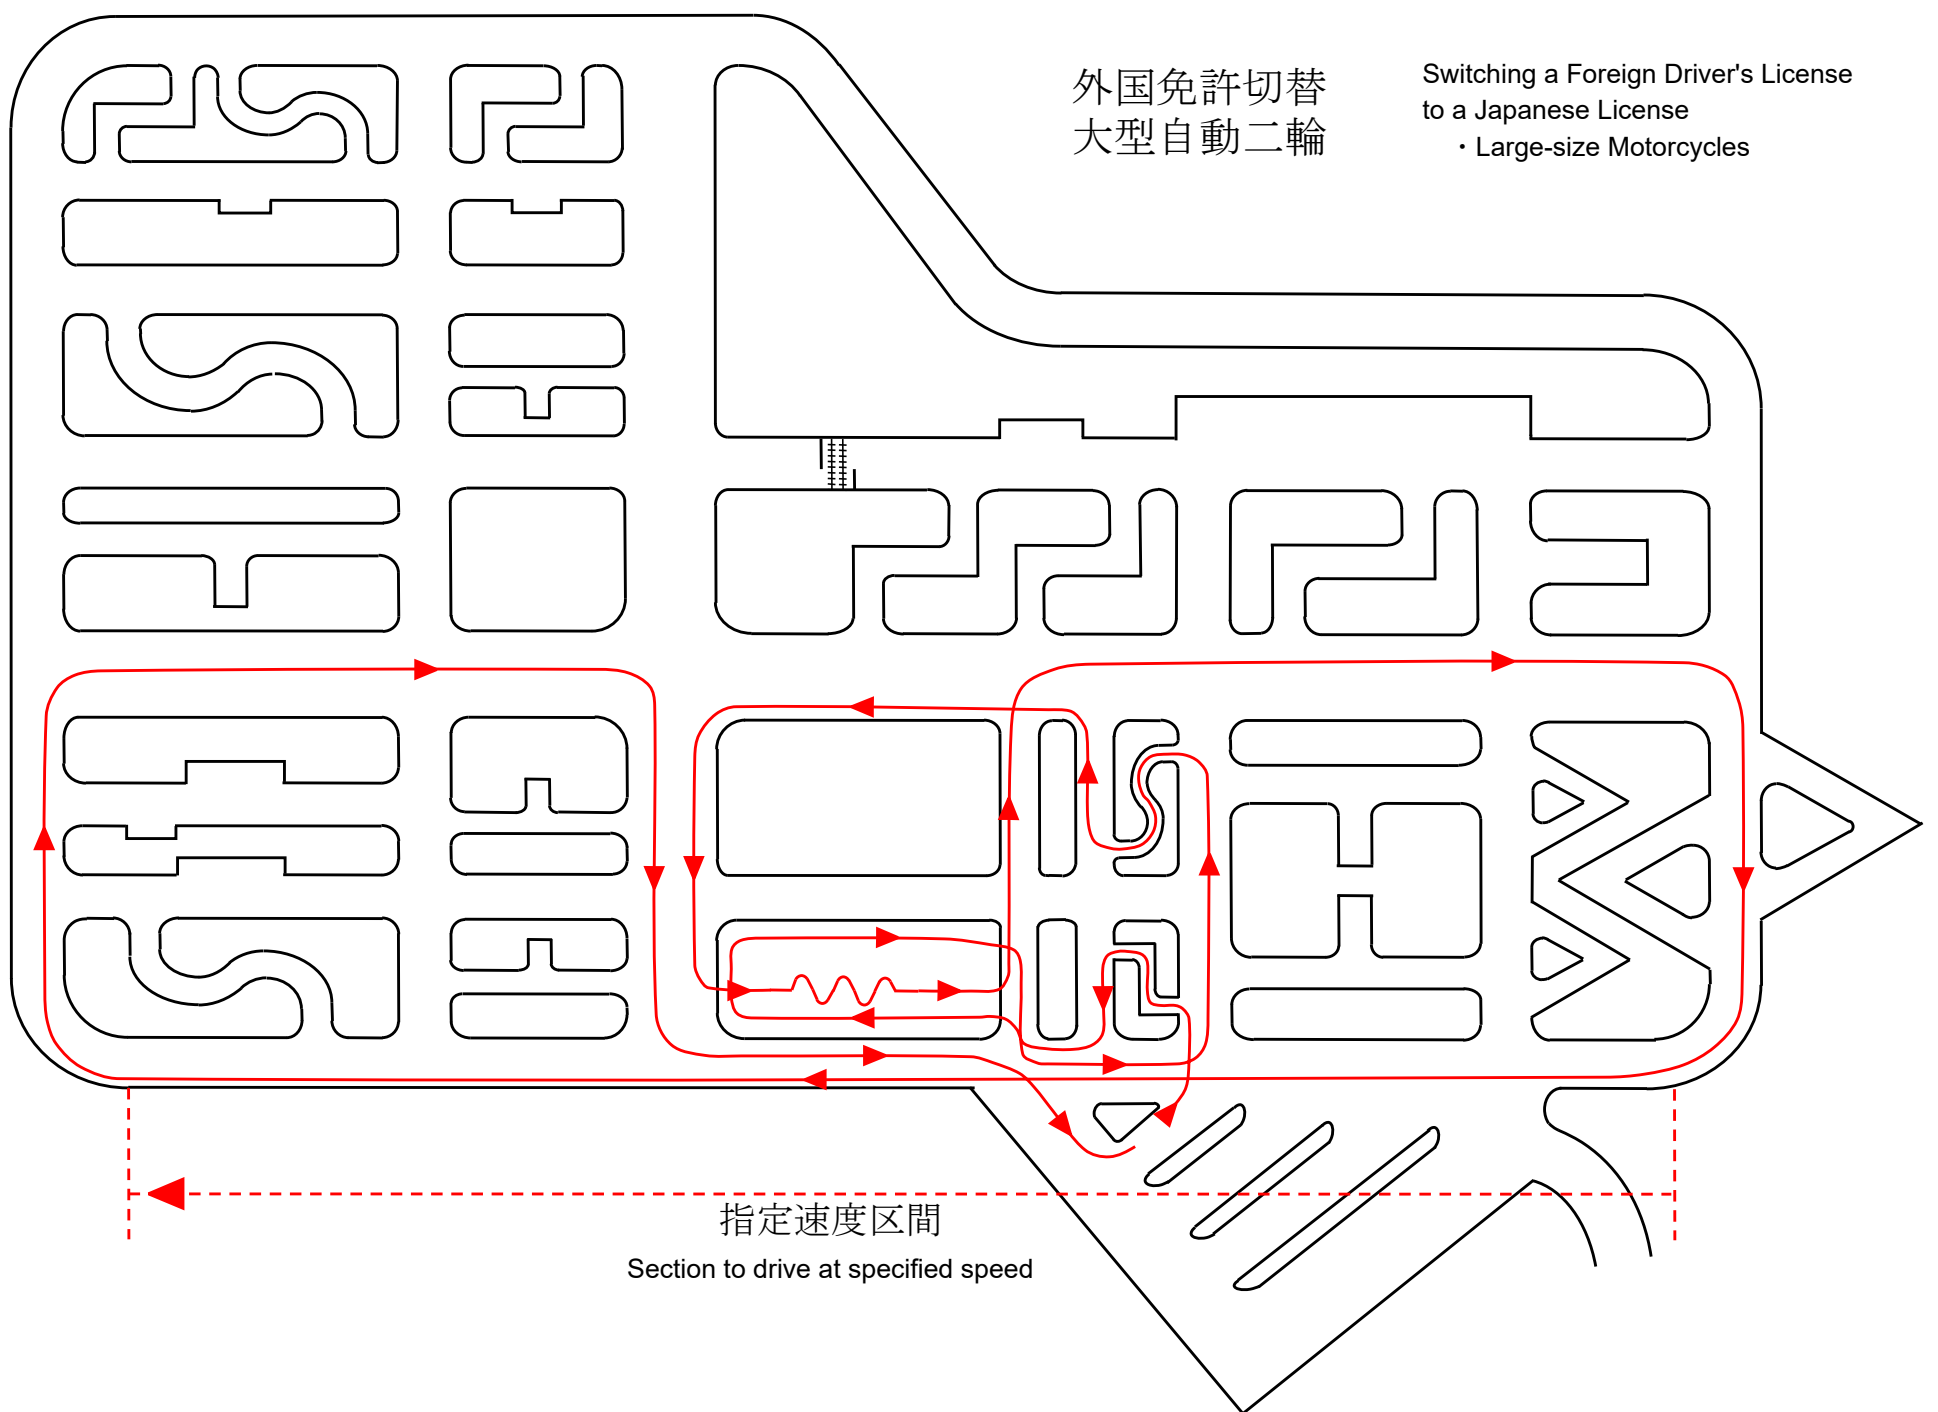 外国免許切替
大型自動二輪
Switching a Foreign Driver's License
to a Japanese License
・Large-size Motorcycles
指定速度区間
Section to drive at specified speed